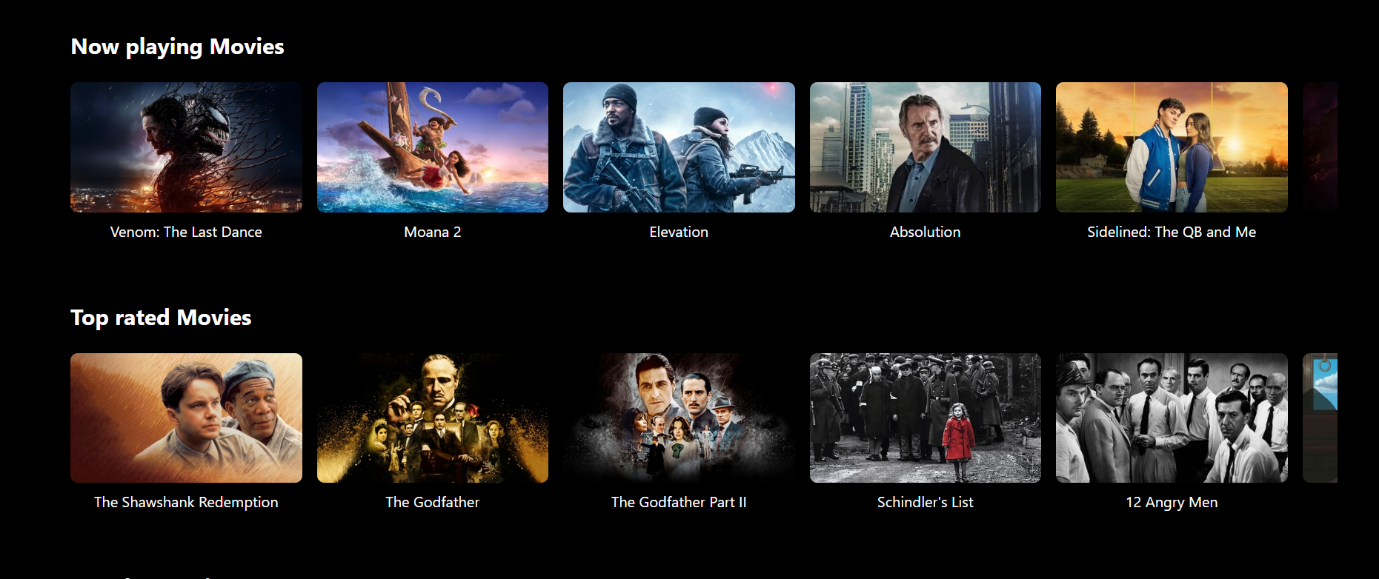 Now playing Movies
Venom: The Last Dance
Moana 2
Elevation
Absolution
Sidelined: The QB and Me
Top rated Movies
The Shawshank Redemption
The Godfather
The Godfather Part II
Schindler's List
12 Angry Men